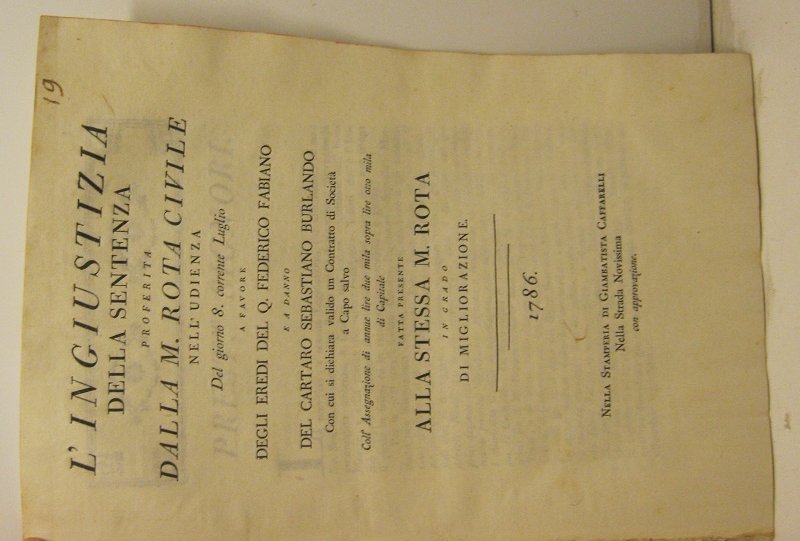 19
L' INGIUSTIZIA
DELLA SENTENZA
PROFERITA
DALLA M. ROTA CIVILE
NELL'UDIENZA
Del giorno 8. corrente Luglio
A FAVORE
DEGLI EREDI DEL Q. FEDERICO FABIANO
E A DANNO
DEL CARTARO SEBASTIANO BURLANDO
Con cui si dichiara valido un Contratto di Società
a Capo salvo
Coll' Assegnazione di annue lire due mila sopra lire otto mila
di Capitale
FATTA PRESENTE
ALLA STESSA M. ROTA
IN GRADO
DI MIGLIORAZIONE.
1786.
NELLA STAMPERIA DI GIAMBATISTA CAFFARELLI
Nella Strada Novissima
con approvazione.